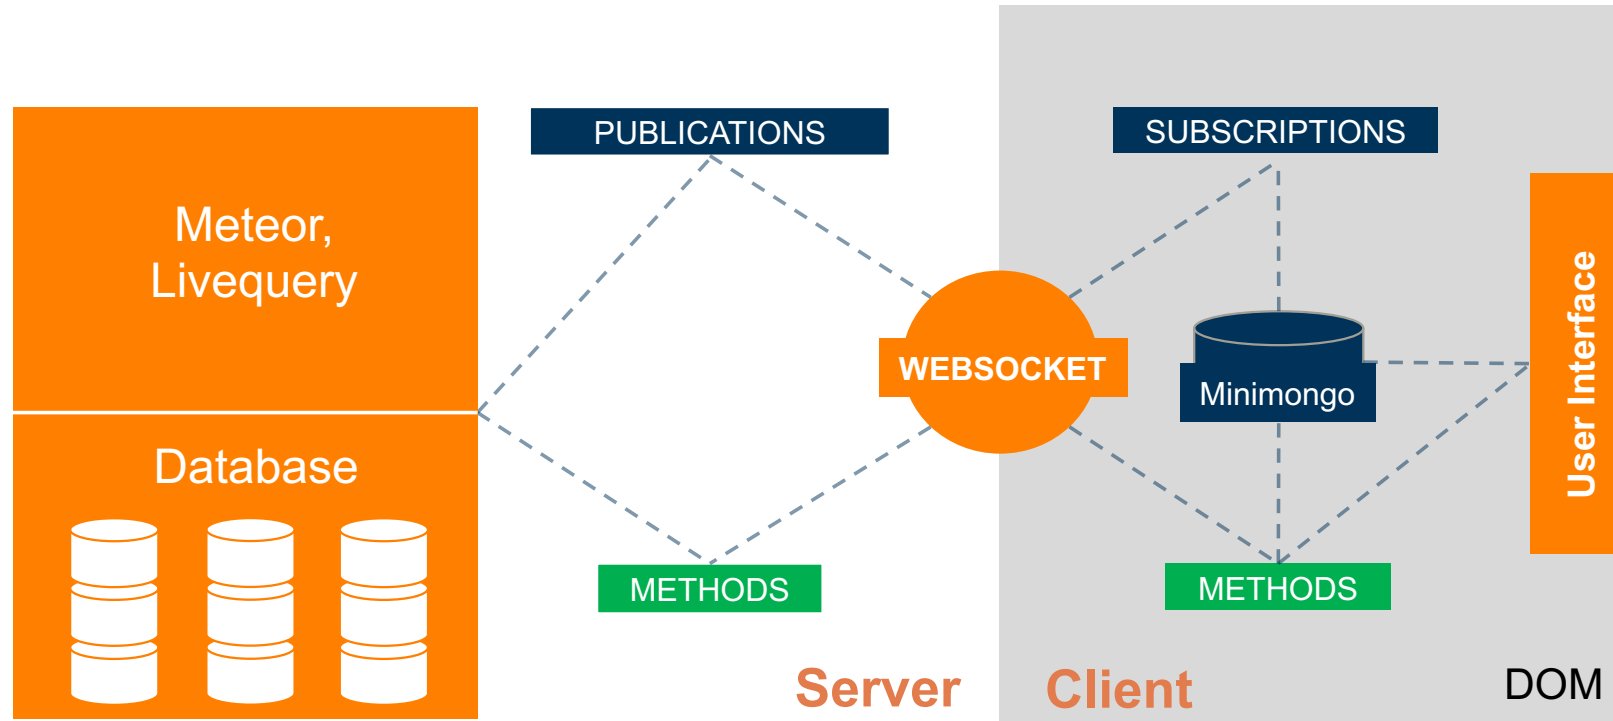 PUBLICATIONS
SUBSCRIPTIONS
Meteor,
Livequery
WEBSOCKET
Minimongo
User Interface
Database
METHODS
METHODS
Server
Client
DOM